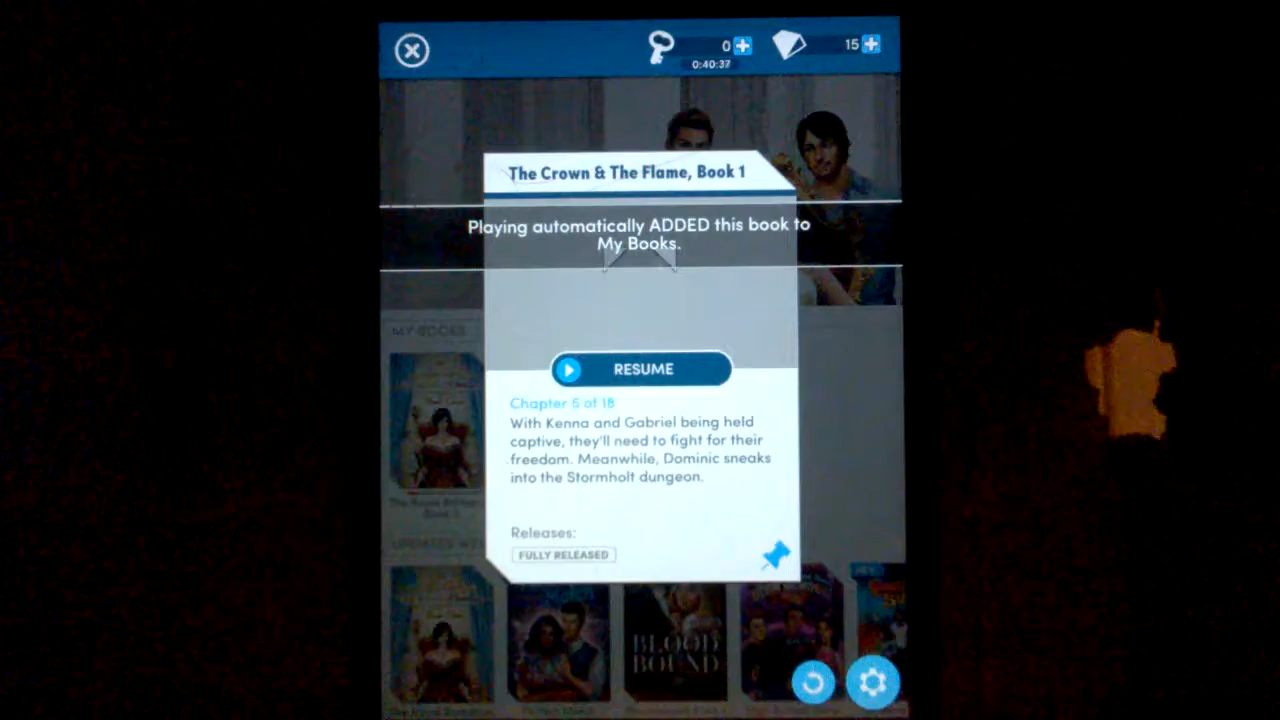 0
15
0:40:37
The Crown & The Flame, Book 1
Playing automatically ADDED this book to
My Books.
MY BOOKS
RESUME
Chapter 6 of 18
With Kenna and Gabriel being held
captive, they'll need to fight for their
freedom. Meanwhile, Dominic sneaks
into the Stormholt dungeon.
Releases:
FULLY RELEASED
BLOOD
BOUND